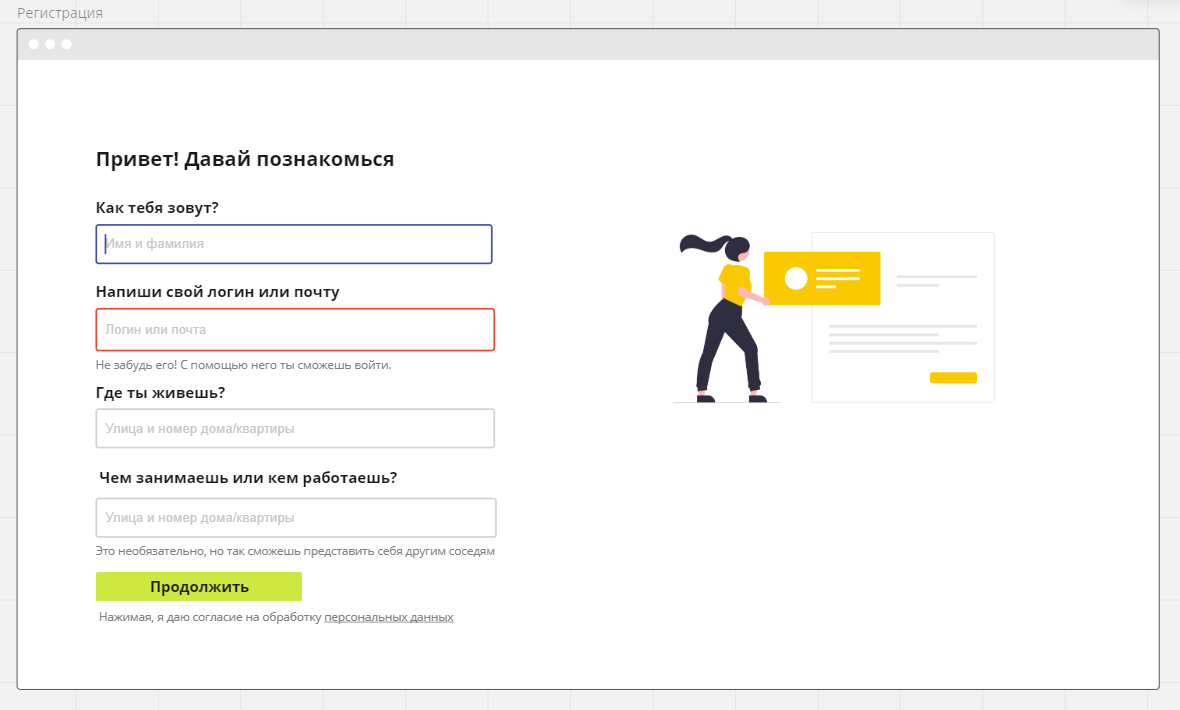 Регистрация
Привет! Давай познакомься
Как тебя зовут?
Имя и фамилия
Напиши свой логин или почту
Логин или почта
Не забудь его! С помощью него ты сможешь войти.
Где ты живешь?
Улица и номер дома/квартиры
Чем занимаешь или кем работаешь?
Улица и номер дома/квартиры
Это необязательно, но так сможешь представить себя другим соседям
Продолжить
Нажимая, я даю согласие на обработку персональных данных